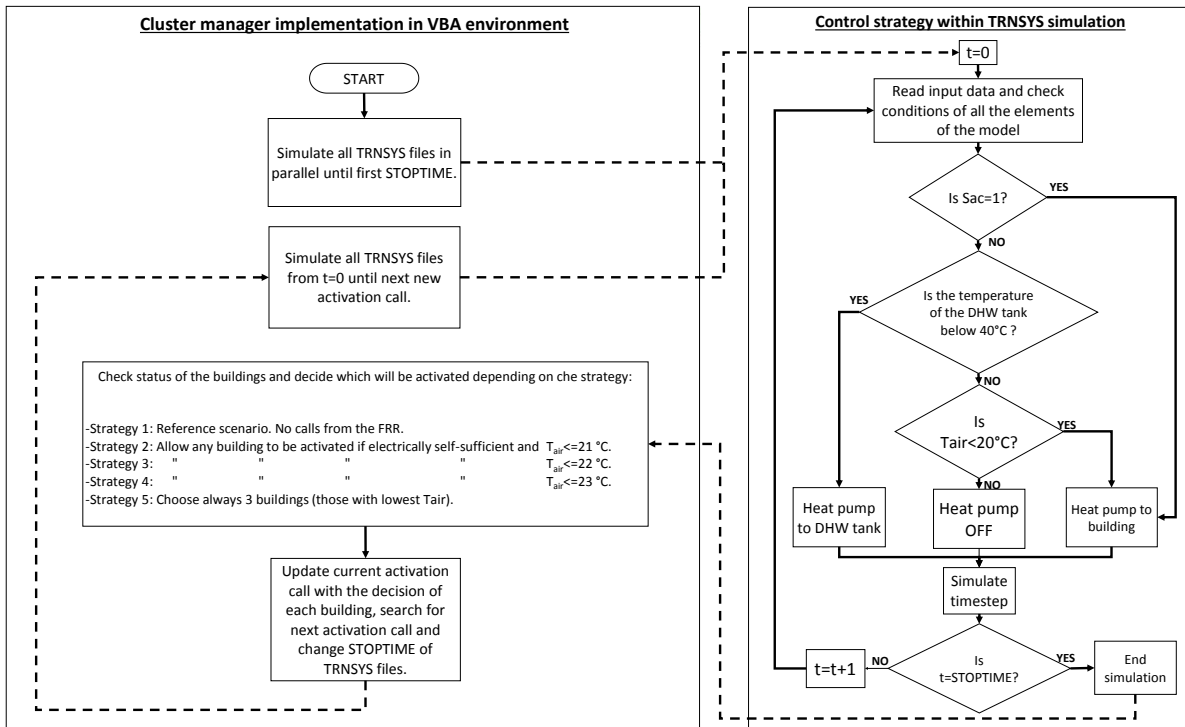 Cluster manager implementation in VBA environment
START
Simulate all TRNSYS files in
parallel until first STOPTIME.
Simulate all TRNSYS files
from t=0 until next new
activation call.
Check status of the buildings and decide which will be activated depending on che strategy:
-Strategy 1: Reference scenario. No calls from the FRR.
-Strategy 2: Allow any building to be activated if electrically self-sufficient and Tair<=21 °C.
-Strategy 3: " " " " Tair<=22 °C.
-Strategy 4: " " " " Tair<=23 °C.
-Strategy 5: Choose always 3 buildings (those with lowest Tair).
Update current activation
call with the decision of
each building, search for
next activation call and
change STOPTIME of
TRNSYS files.
Control strategy within TRNSYS simulation
t=0
Read input data and check
conditions of all the elements
of the model
Is Sac=1?
YES
NO
Is the temperature
of the DHW tank
below 40°C ?
YES
NO
Is
Tair<20°C?
YES
NO
Heat pump
to DHW tank
Heat pump
OFF
Heat pump to
building
Simulate
timestep
Is
t=STOPTIME?
NO
YES
t=t+1
End
simulation